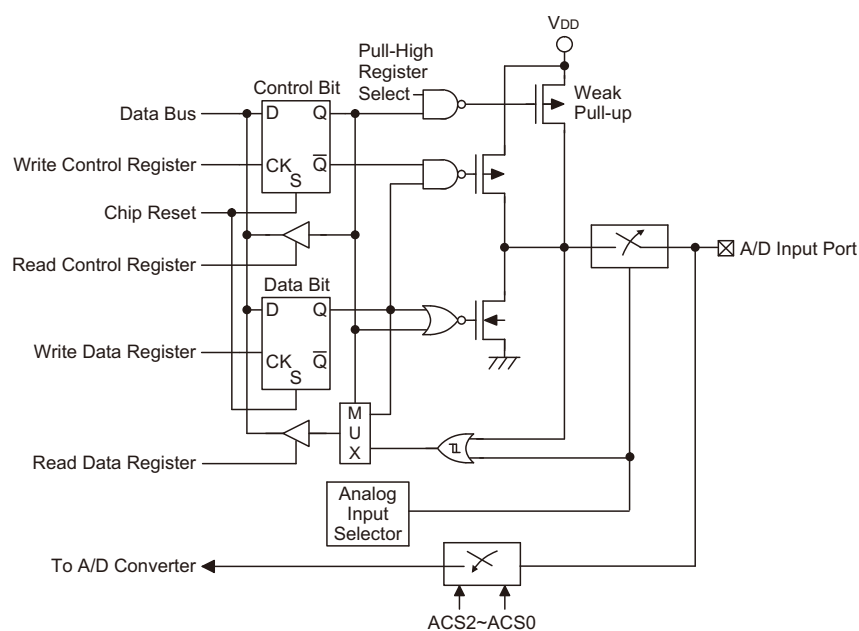 VDD
Pull-High
Register
Select
Weak
Pull-up
Control Bit
Data Bus
D
Q
Write Control Register
CK
Q
S
Chip Reset
Read Control Register
A/D Input Port
Data Bit
D
Q
Write Data Register
CK
Q
S
M
U
X
Read Data Register
Analog
Input
Selector
To A/D Converter
ACS2~ACS0